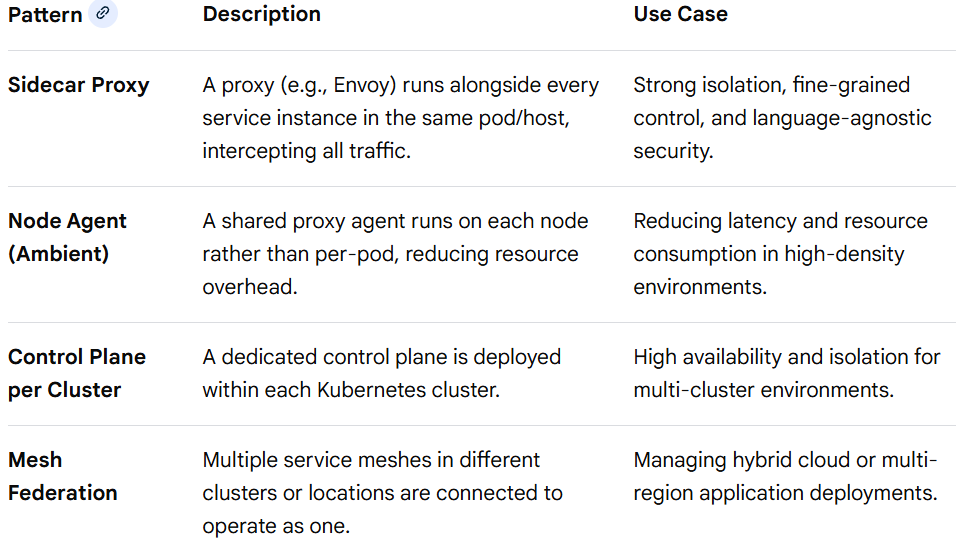 Pattern Description Use Case
Sidecar Proxy A proxy (e.g., Envoy) runs alongside every Strong isolation, fine-grained
service instance in the same pod/host, control, and language-agnostic
intercepting all traffic. security.
Node Agent A shared proxy agent runs on each node Reducing latency and resource
(Ambient) rather than per-pod, reducing resource consumption in high-density
overhead. environments.
Control Plane A dedicated control plane is deployed High availability and isolation for
per Cluster within each Kubernetes cluster. multi-cluster environments.
Mesh Multiple service meshes in different Managing hybrid cloud or multi-
Federation clusters or locations are connected to region application deployments.
operate as one.